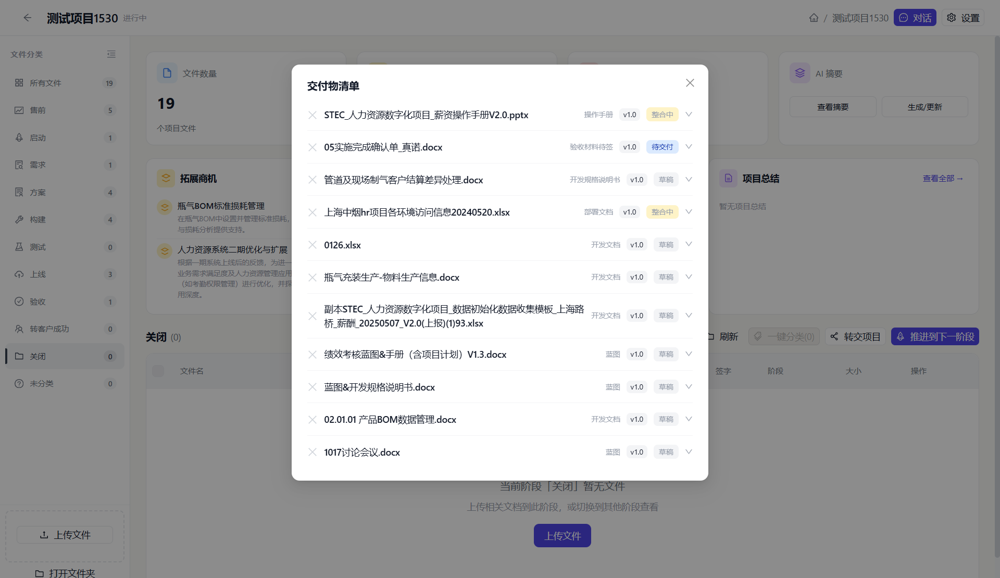 测试项目1530 进行中
/ 测试项目1530 对话 设置
文件分类
所有文件 19
售前 5
启动 1
需求 1
方案 4
构建 4
测试 0
上线 3
验收 1
转客户成功 0
关闭 0
未分类 0
上传文件
打开文件夹
文件数量
19
个项目文件
AI 摘要
查看摘要 生成/更新
拓展商机
瓶气BOM标准损耗管理
在瓶气BOM中设置并管理标准损耗，
与损耗分析提供支持。
人力资源系统二期优化与扩展
根据一期系统上线后的反馈，为进一
业务需求满足度及人力资源管理应用
（如考勤权限管理）进行优化，并探
用深度。
项目总结 查看全部 →
暂无项目总结
关闭 (0)
刷新 一键分类(0) 转交项目 推进到下一阶段
文件名 签字 阶段 大小 操作
当前阶段「关闭」暂无文件
上传相关文档到此阶段，或切换到其他阶段查看
上传文件
交付物清单
STEC_人力资源数字化项目_薪资操作手册V2.0.pptx 操作手册 v1.0 整合中
05实施完成确认单_真诺.docx 验收材料待签 v1.0 待交付
管道及现场制气客户结算差异处理.docx 开发规格说明书 v1.0 草稿
上海中烟hr项目各环境访问信息20240520.xlsx 部署文档 v1.0 整合中
0126.xlsx 开发文档 v1.0 草稿
瓶气充装生产-物料生产信息.docx 开发文档 v1.0 草稿
副本STEC_人力资源数字化项目_数据初始化数据收集模板_上海路
桥_薪酬_20250507_V2.0(上报)(1)93.xlsx 开发文档 v1.0 草稿
绩效考核蓝图&手册（含项目计划）V1.3.docx 蓝图 v1.0 草稿
蓝图&开发规格说明书.docx 蓝图 v1.0 草稿
02.01.01 产品BOM数据管理.docx 开发文档 v1.0 草稿
1017讨论会议.docx 蓝图 v1.0 草稿